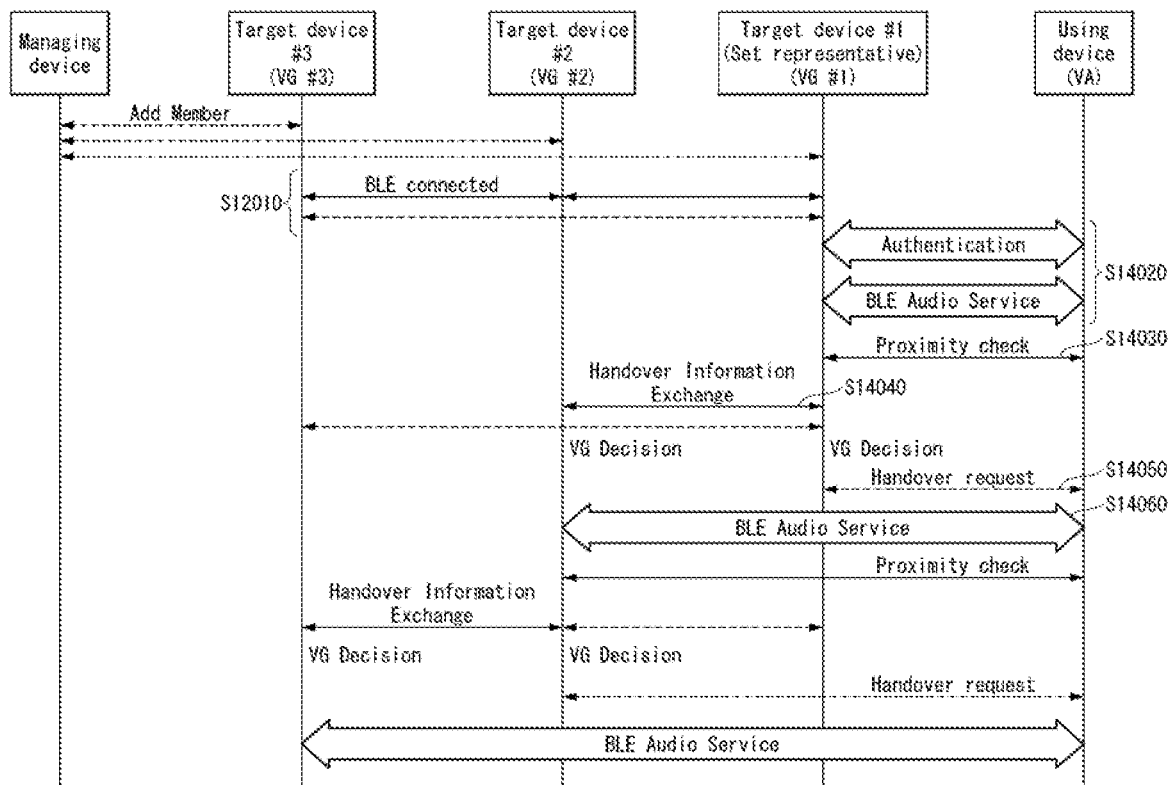 Managing
device
Target device
#3
(VG #3)
Target device
#2
(VG #2)
Target device #1
(Set representative)
(VG #1)
Using
device
(VA)
Add Member
BLE connected
S12010
Authentication
S14020
BLE Audio Service
Proximity check
S14030
Handover Information
Exchange
S14040
VG Decision
VG Decision
Handover request
S14050
S14060
BLE Audio Service
Proximity check
Handover Information
Exchange
VG Decision
VG Decision
Handover request
BLE Audio Service